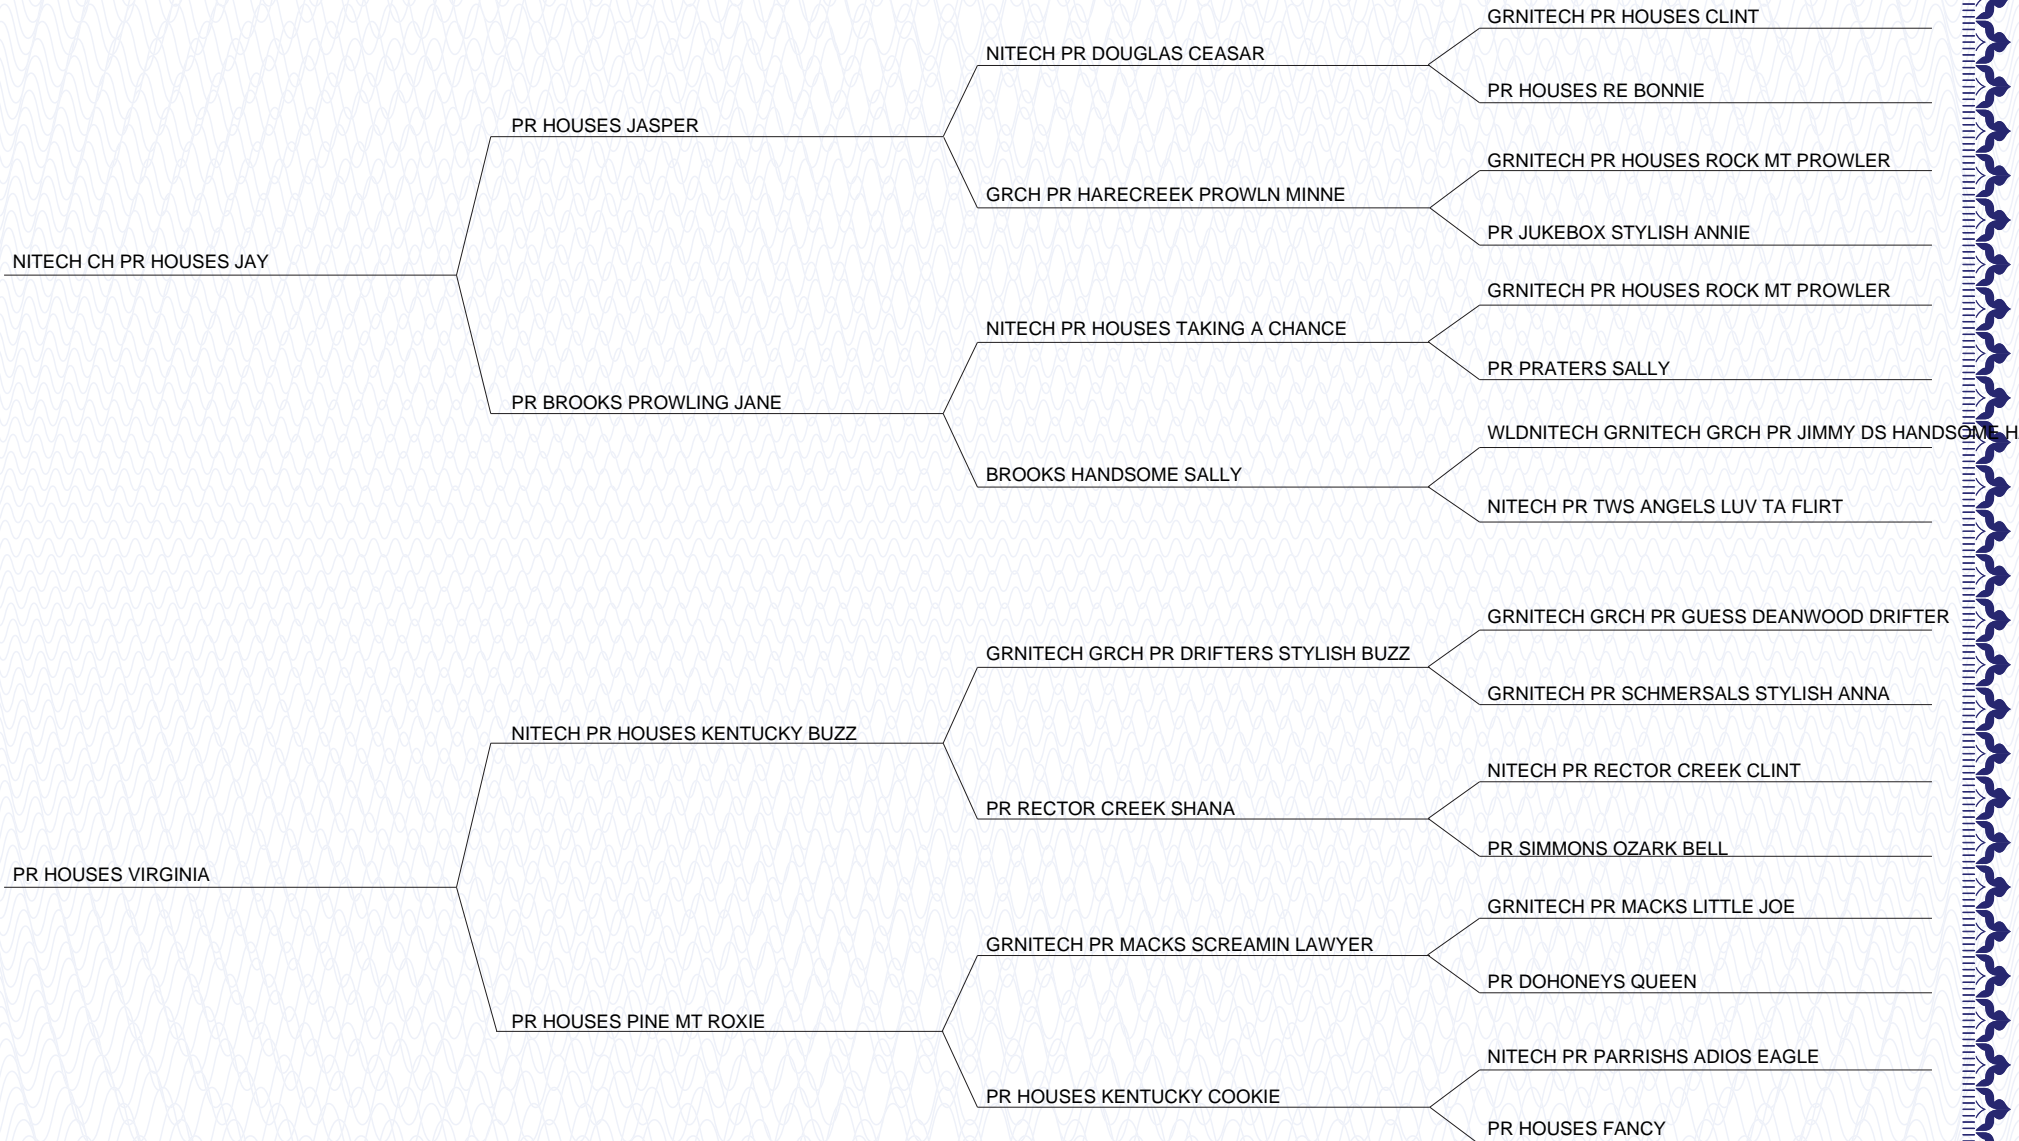 GRNITECH PR HOUSES CLINT
NITECH PR DOUGLAS CEASAR
PR HOUSES RE BONNIE
PR HOUSES JASPER
GRNITECH PR HOUSES ROCK MT PROWLER
GRCH PR HARECREEK PROWLN MINNE
PR JUKEBOX STYLISH ANNIE
NITECH CH PR HOUSES JAY
GRNITECH PR HOUSES ROCK MT PROWLER
NITECH PR HOUSES TAKING A CHANCE
PR PRATERS SALLY
PR BROOKS PROWLING JANE
WLDNITECH GRNITECH GRCH PR JIMMY DS HANDSOME H
BROOKS HANDSOME SALLY
NITECH PR TWS ANGELS LUV TA FLIRT
GRNITECH GRCH PR GUESS DEANWOOD DRIFTER
GRNITECH GRCH PR DRIFTERS STYLISH BUZZ
GRNITECH PR SCHMERSALS STYLISH ANNA
NITECH PR HOUSES KENTUCKY BUZZ
NITECH PR RECTOR CREEK CLINT
PR RECTOR CREEK SHANA
PR SIMMONS OZARK BELL
PR HOUSES VIRGINIA
GRNITECH PR MACKS LITTLE JOE
GRNITECH PR MACKS SCREAMIN LAWYER
PR DOHONEYS QUEEN
PR HOUSES PINE MT ROXIE
NITECH PR PARRISHS ADIOS EAGLE
PR HOUSES KENTUCKY COOKIE
PR HOUSES FANCY